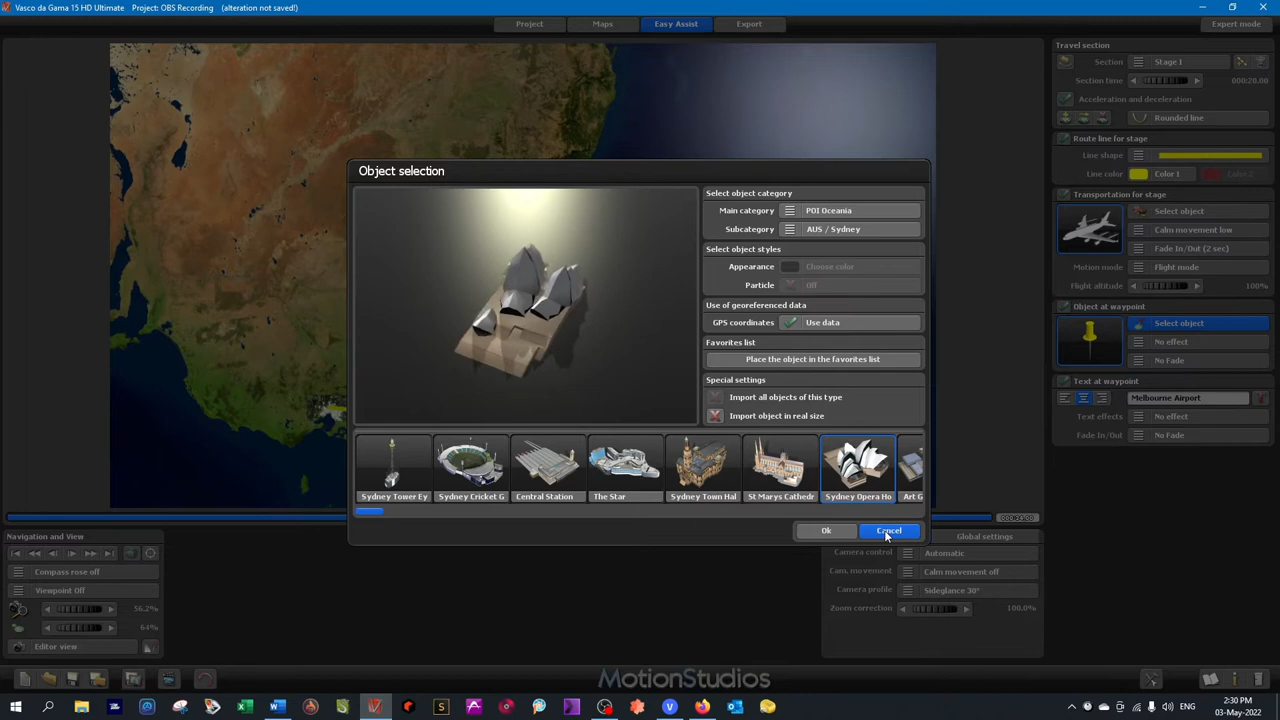 Vasco da Gama 15 HD Ultimate  Project: OBS Recording  (alteration not saved!)
Project
Maps
Easy Assist
Export
Expert mode
Travel section
Section
Stage 1
Section time
000:20.00
Acceleration and deceleration
Rounded line
Route line for stage
Line shape
Line color
Color 1
Color 2
Transportation for stage
Select object
Calm movement low
Fade In/Out (2 sec)
Motion mode
Flight mode
Flight altitude
100%
Object at waypoint
Select object
No effect
No Fade
Text at waypoint
Melbourne Airport
Text effects
No effect
Fade In/Out
No Fade
Object selection
Select object category
Main category
POI Oceania
Subcategory
AUS / Sydney
Select object styles
Appearance
Choose color
Particle
Off
Use of georeferenced data
GPS coordinates
Use data
Favorites list
Place the object in the favorites list
Special settings
Import all objects of this type
Import object in real size
Sydney Tower Ey
Sydney Cricket G
Central Station
The Star
Sydney Town Hal
St Marys Cathedr
Sydney Opera Ho
Art G
Ok
Cancel
Navigation and View
Compass rose off
Viewpoint Off
56.2%
64%
Editor view
Global settings
Camera control
Automatic
Cam. movement
Calm movement off
Camera profile
Sideglance 30°
Zoom correction
100.0%
MotionStudios
ENG
2:30 PM
03-May-2022